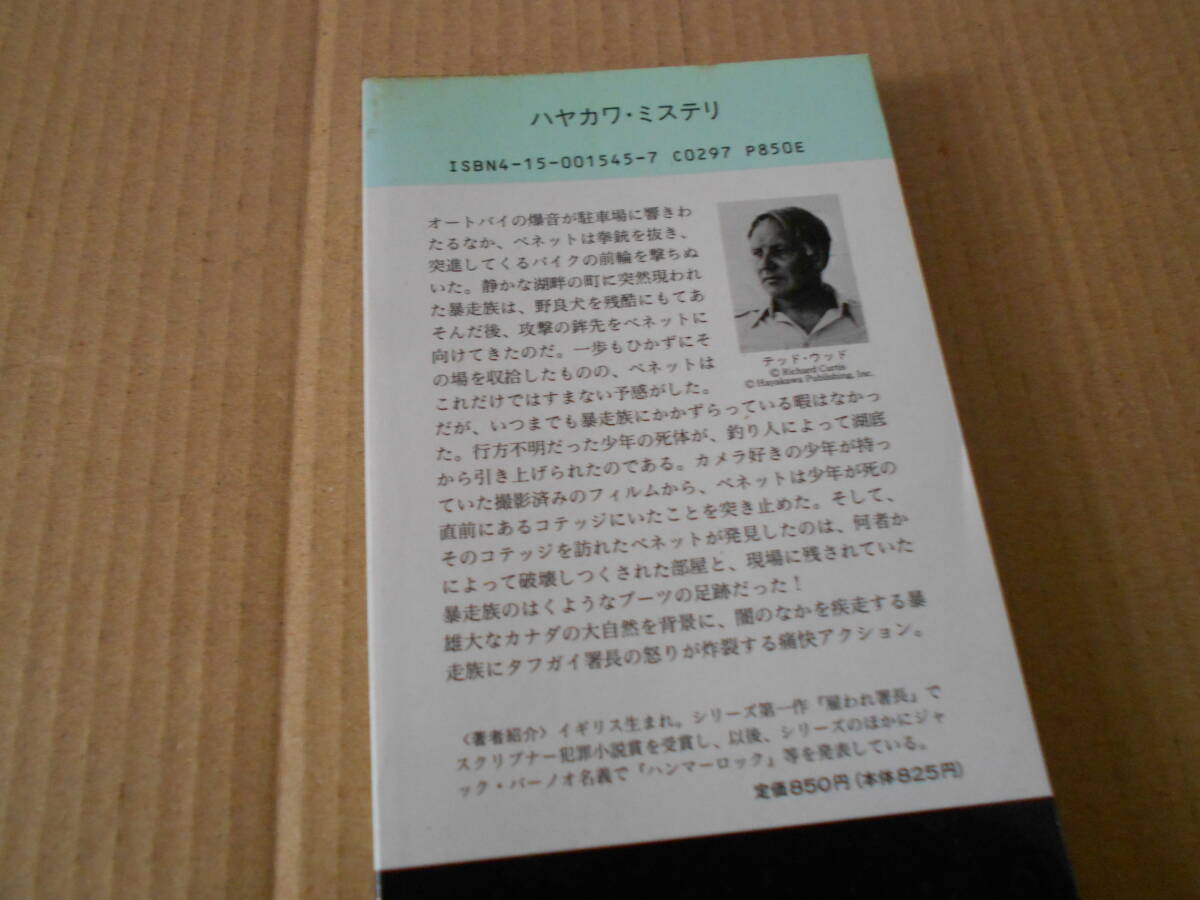 ハヤカワ・ミステリ
ISBN4-15-001545-7 C0297 P850E
オートバイの爆音が駐車場に響きわ
たるなか、ベネットは拳銃を抜き、
突進してくるバイクの前輪を撃ちぬ
いた。静かな湖畔の町に突然現われ
た暴走族は、野良犬を残酷にもてあ
そんだ後、攻撃の鉾先をベネットに
向けてきたのだ。一歩もひかずにそ
の場を収拾したものの、ベネットは
これだけではすまない予感がした。
だが、いつまでも暴走族にかかずらっている暇はなかっ
た。行方不明だった少年の死体が、釣り人によって湖底
から引き上げられたのである。カメラ好きの少年が持っ
ていた撮影済みのフィルムから、ベネットは少年が死の
直前にあるコテッジにいたことを突き止めた。そして、
そのコテッジを訪れたベネットが発見したのは、何者か
によって破壊しつくされた部屋と、現場に残されていた
暴走族のはくようなブーツの足跡だった！
雄大なカナダの大自然を背景に、闇のなかを疾走する暴
走族にタフガイ署長の怒りが炸裂する痛快アクション。
テッド・ウッド
© Richard Curtis
© Hayakawa Publishing, Inc.
〈著者紹介〉イギリス生まれ。シリーズ第一作『雇われ署長』で
スクリブナー犯罪小説賞を受賞し、以後、シリーズのほかにジャ
ック・バーノオ名義で『ハンマーロック』等を発表している。
定価850円（本体825円）